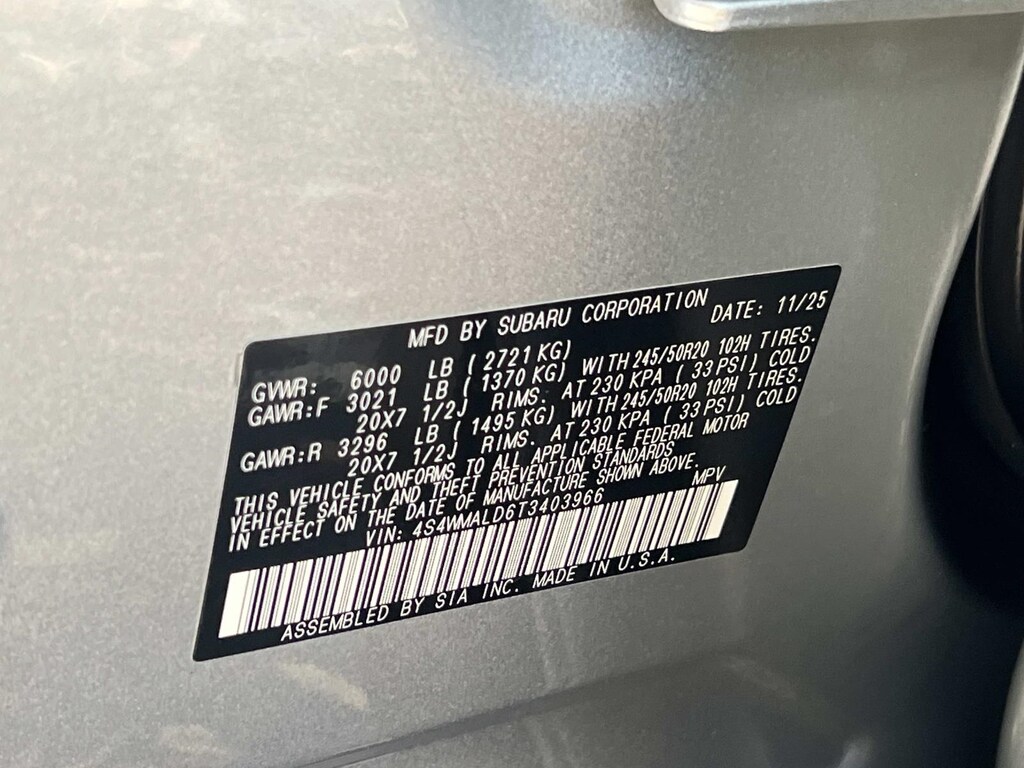 MFD BY SUBARU CORPORATION DATE: 11/25
GVWR: 6000 LB ( 2721 KG)
GAWR:F 3021 LB ( 1370 KG) WITH 245/50R20 102H TIRES.
20X7 1/2J RIMS. AT 230 KPA ( 33 PSI) COLD
GAWR:R 3296 LB ( 1495 KG) WITH 245/50R20 102H TIRES.
20X7 1/2J RIMS. AT 230 KPA ( 33 PSI) COLD
THIS VEHICLE CONFORMS TO ALL APPLICABLE FEDERAL MOTOR
VEHICLE SAFETY AND THEFT PREVENTION STANDARDS
IN EFFECT ON THE DATE OF MANUFACTURE SHOWN ABOVE.
VIN: 4S4WMALD6T3403966 MPV
ASSEMBLED BY SIA INC. MADE IN U.S.A.